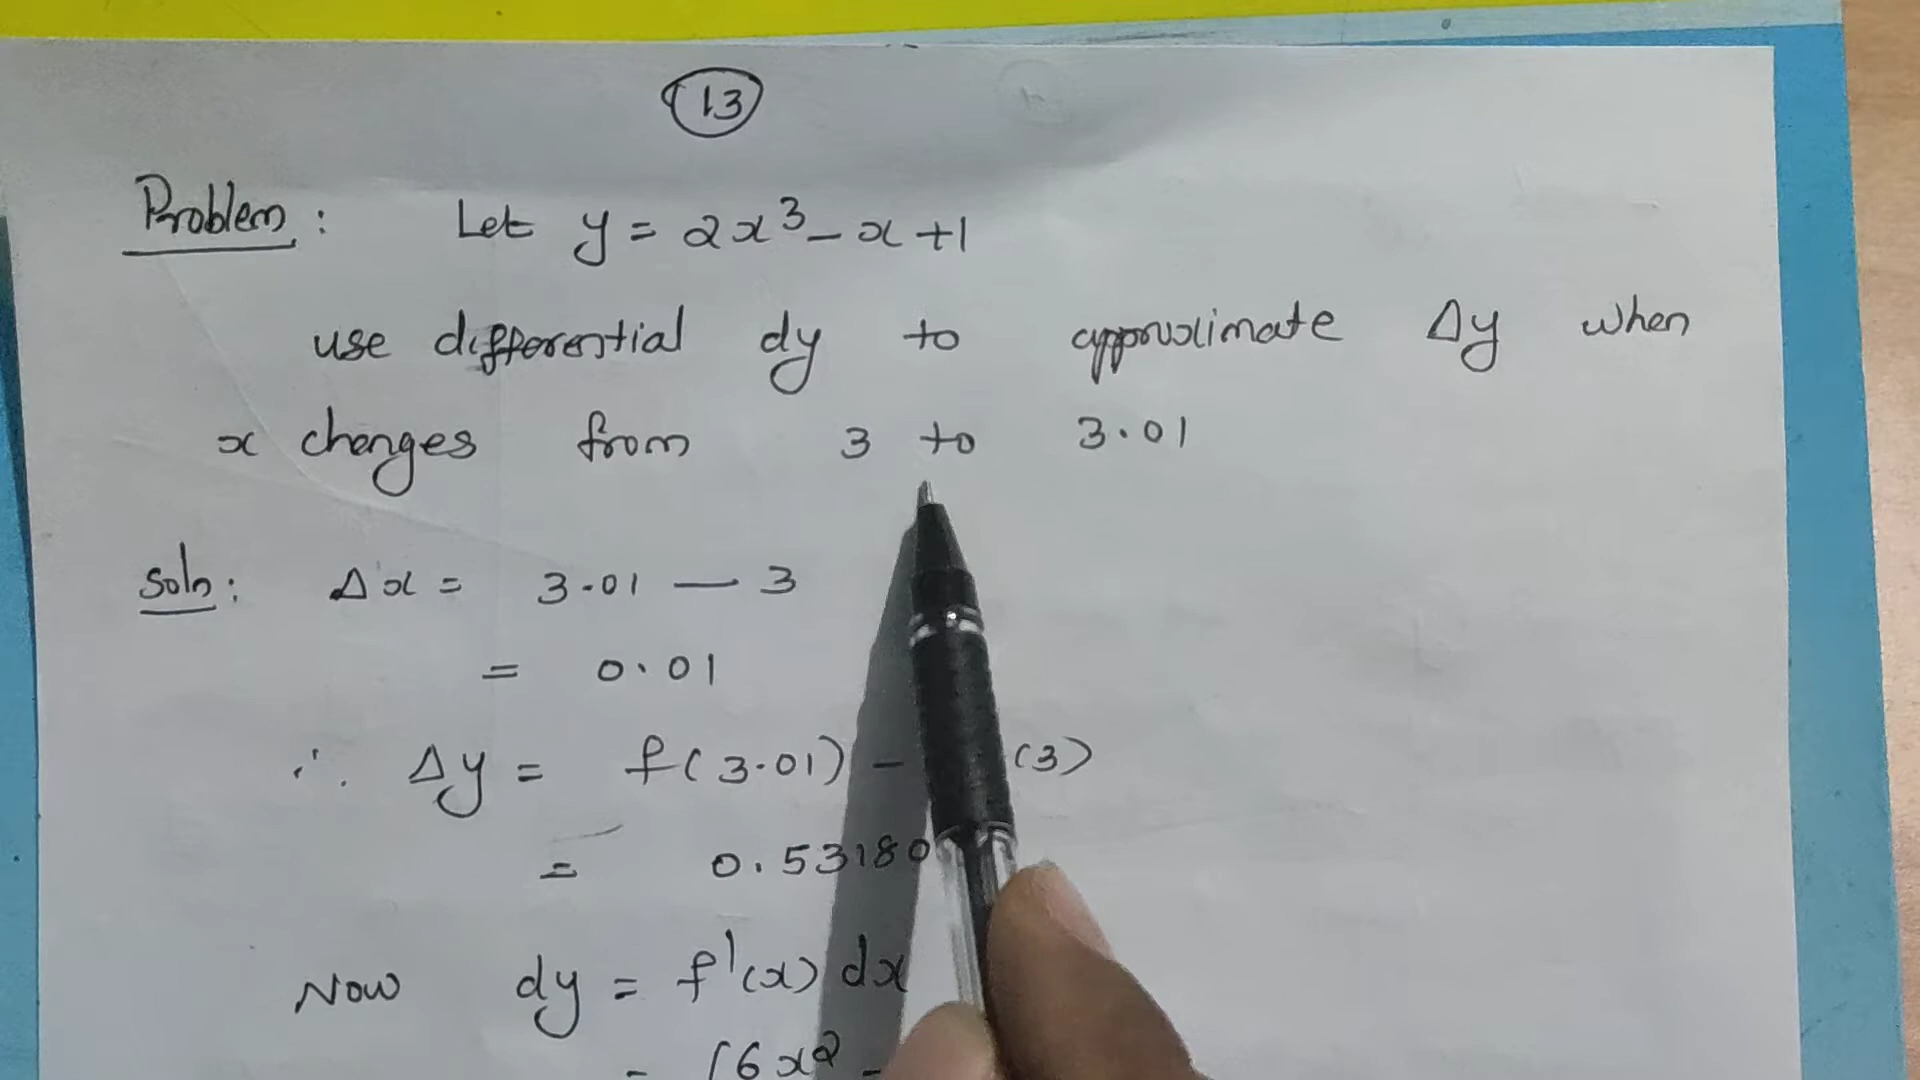 13
Problem: Let y = 2x³ - x + 1
use differential dy to approximate Δy when
x changes from 3 to 3.01
Soln: Δx = 3.01 — 3
= 0.01
∴ Δy = f(3.01) - (3)
= 0.53180
Now dy = f'(x) dx
= (6x² -